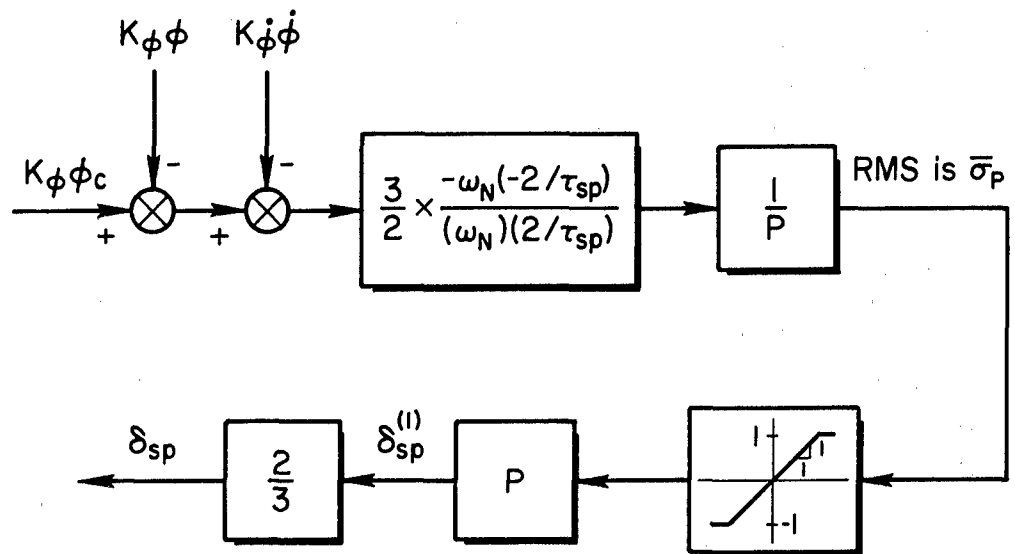 Kϕϕ
Kϕ̇ϕ̇
Kϕϕc
-
-
+
+
3/2 × -ωN(-2/τsp) / (ωN)(2/τsp)
1/P
RMS is σ̄P
1
1
1
-1
P
δsp(1)
2/3
δsp